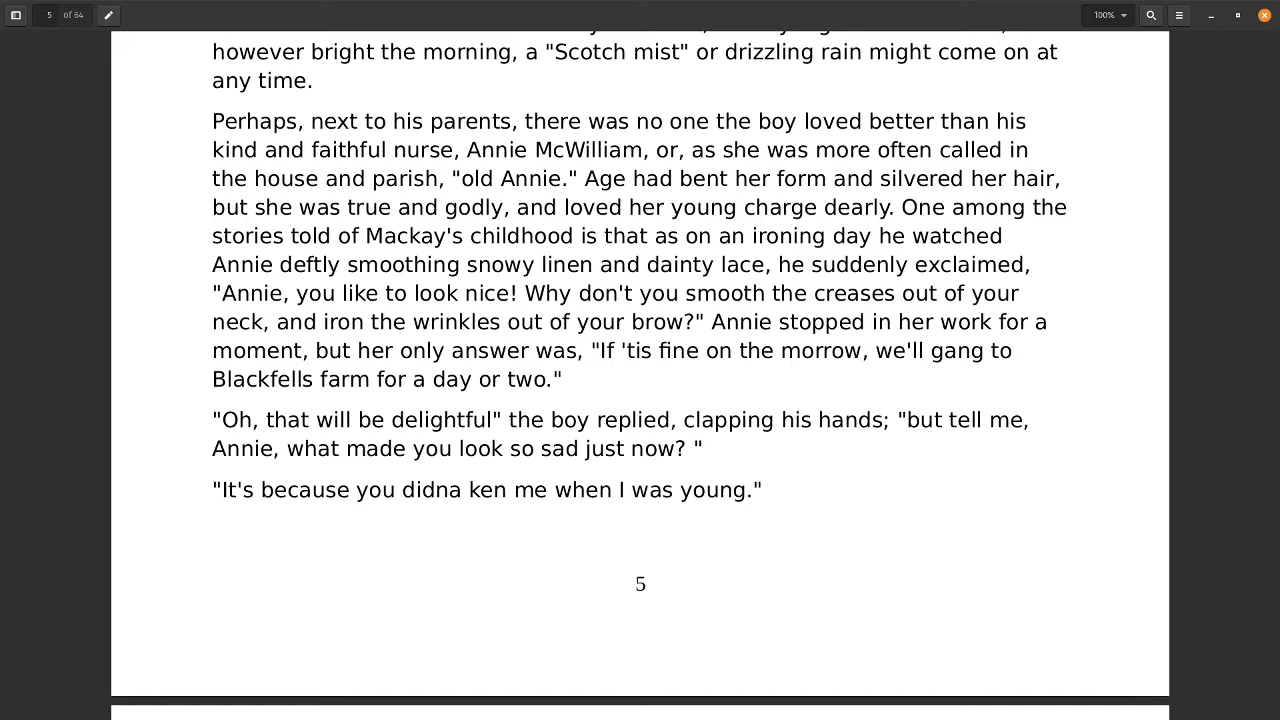 5 of 64
100%
however bright the morning, a "Scotch mist" or drizzling rain might come on at
any time.
Perhaps, next to his parents, there was no one the boy loved better than his
kind and faithful nurse, Annie McWilliam, or, as she was more often called in
the house and parish, "old Annie." Age had bent her form and silvered her hair,
but she was true and godly, and loved her young charge dearly. One among the
stories told of Mackay's childhood is that as on an ironing day he watched
Annie deftly smoothing snowy linen and dainty lace, he suddenly exclaimed,
"Annie, you like to look nice! Why don't you smooth the creases out of your
neck, and iron the wrinkles out of your brow?" Annie stopped in her work for a
moment, but her only answer was, "If 'tis fine on the morrow, we'll gang to
Blackfells farm for a day or two."
"Oh, that will be delightful" the boy replied, clapping his hands; "but tell me,
Annie, what made you look so sad just now? "
"It's because you didna ken me when I was young."
5